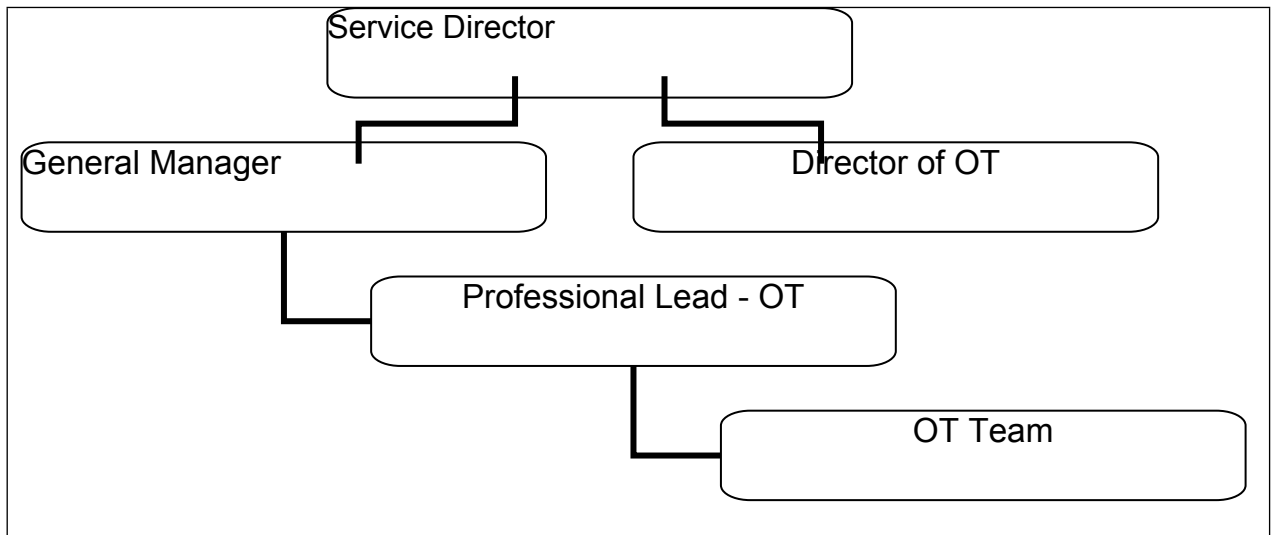 Service Director
General Manager
Director of OT
Professional Lead - OT
OT Team